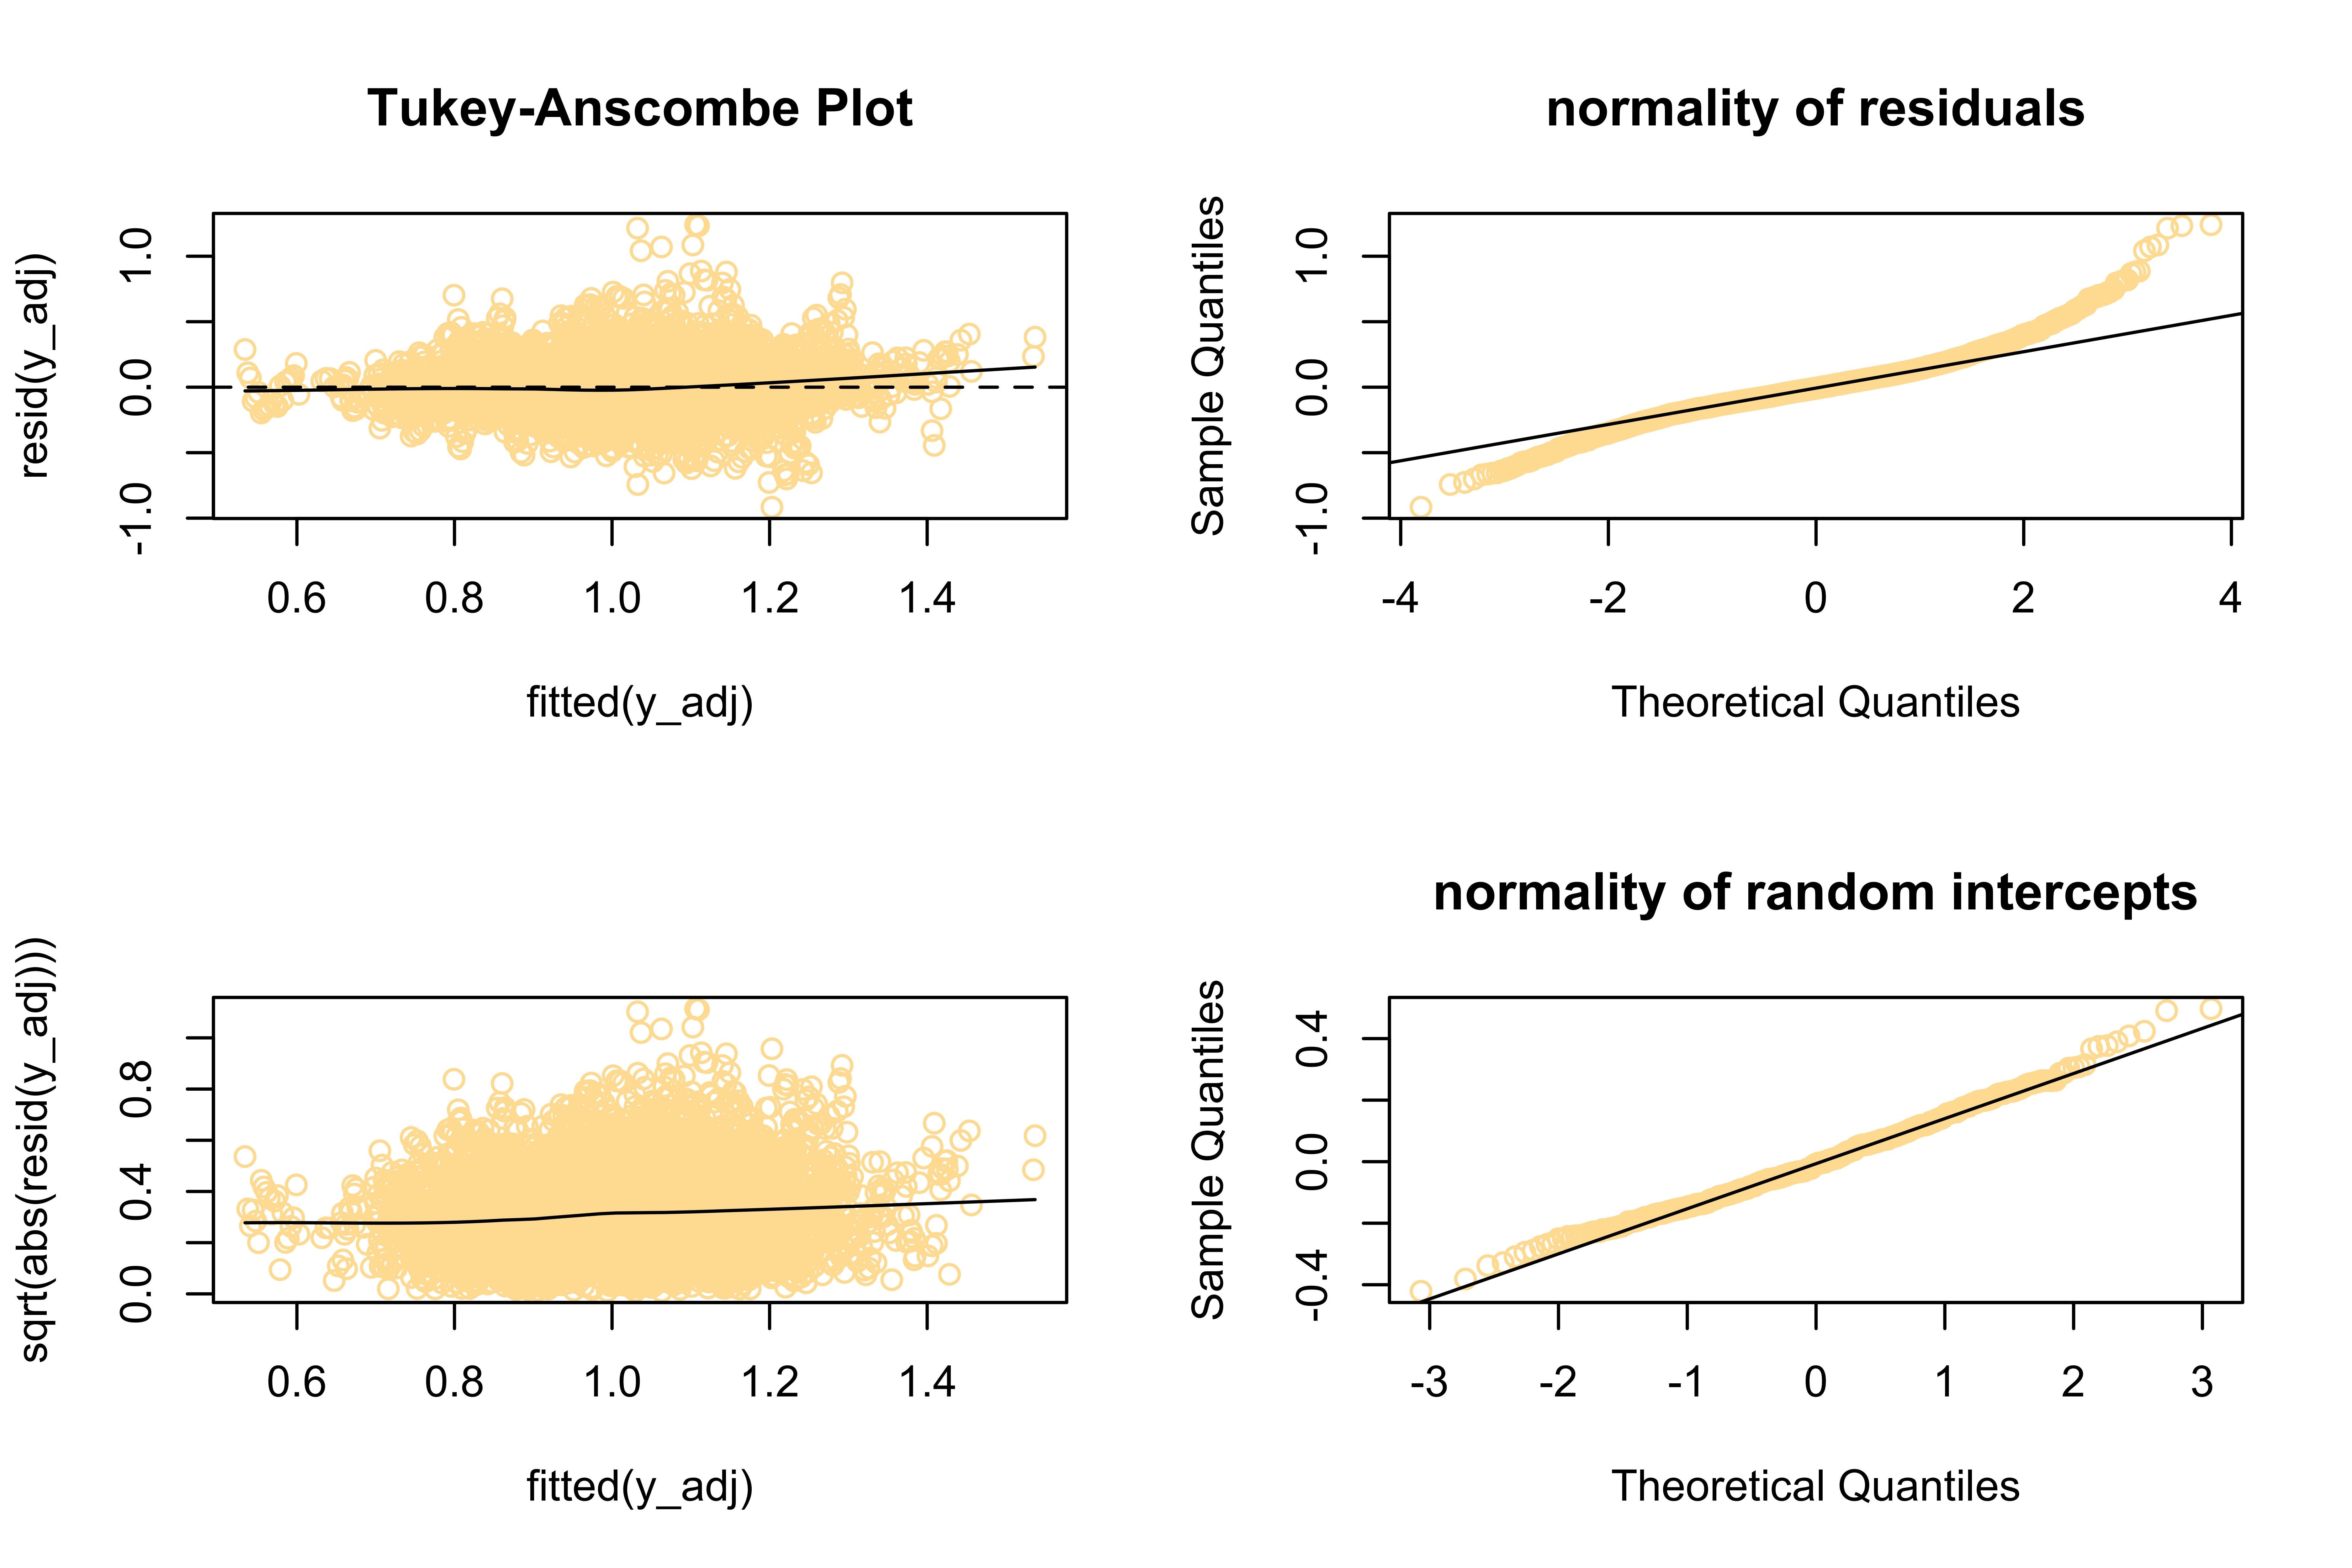 Tukey-Anscombe Plot
resid(y_adj)
1.0
0.0
-1.0
0.6 0.8 1.0 1.2 1.4
fitted(y_adj)
normality of residuals
Sample Quantiles
1.0
0.0
-1.0
-4 -2 0 2 4
Theoretical Quantiles
sqrt(abs(resid(y_adj)))
0.8
0.4
0.0
0.6 0.8 1.0 1.2 1.4
fitted(y_adj)
normality of random intercepts
Sample Quantiles
0.4
0.0
-0.4
-3 -2 -1 0 1 2 3
Theoretical Quantiles